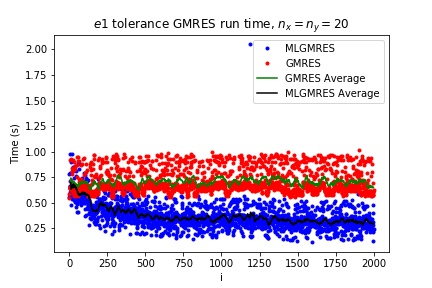 e1 tolerance GMRES run time, nx = ny = 20
MLGMRES
GMRES
GMRES Average
MLGMRES Average
Time (s)
2.00
1.75
1.50
1.25
1.00
0.75
0.50
0.25
0 250 500 750 1000 1250 1500 1750 2000
i